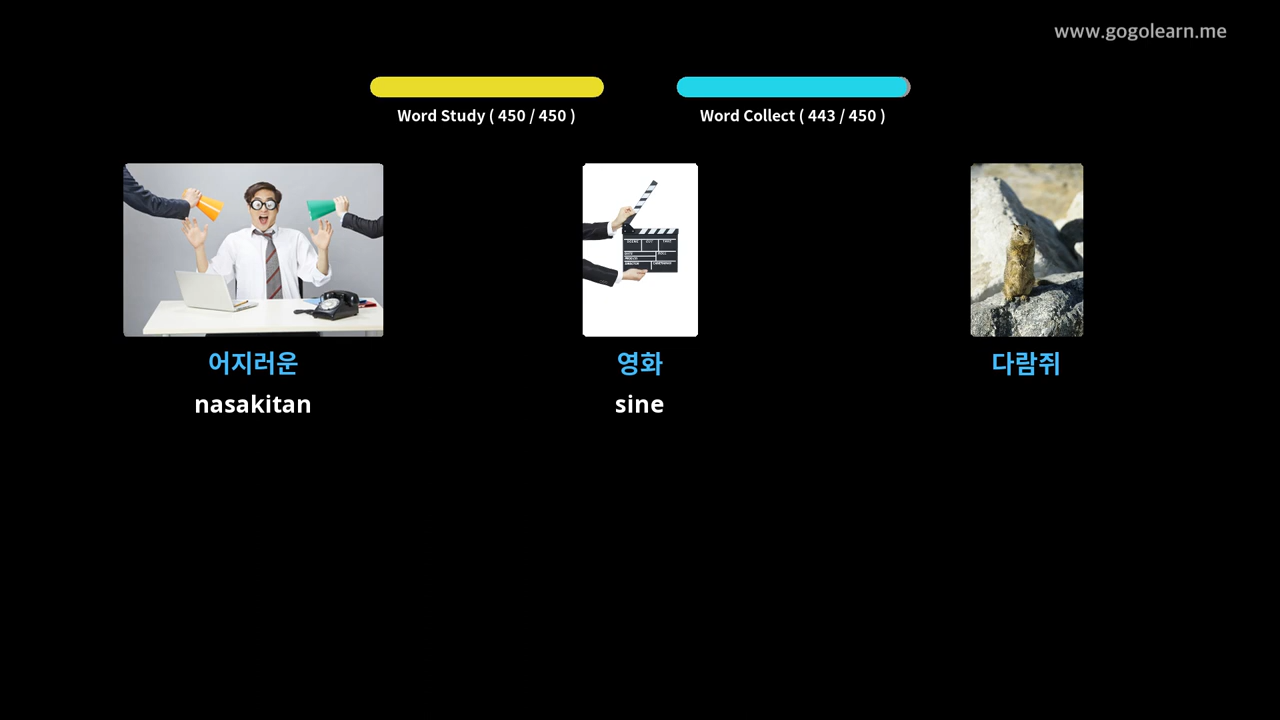 www.gogolearn.me
Word Study ( 450 / 450 )
Word Collect ( 443 / 450 )
어지러운
영화
다람쥐
nasakitan
sine